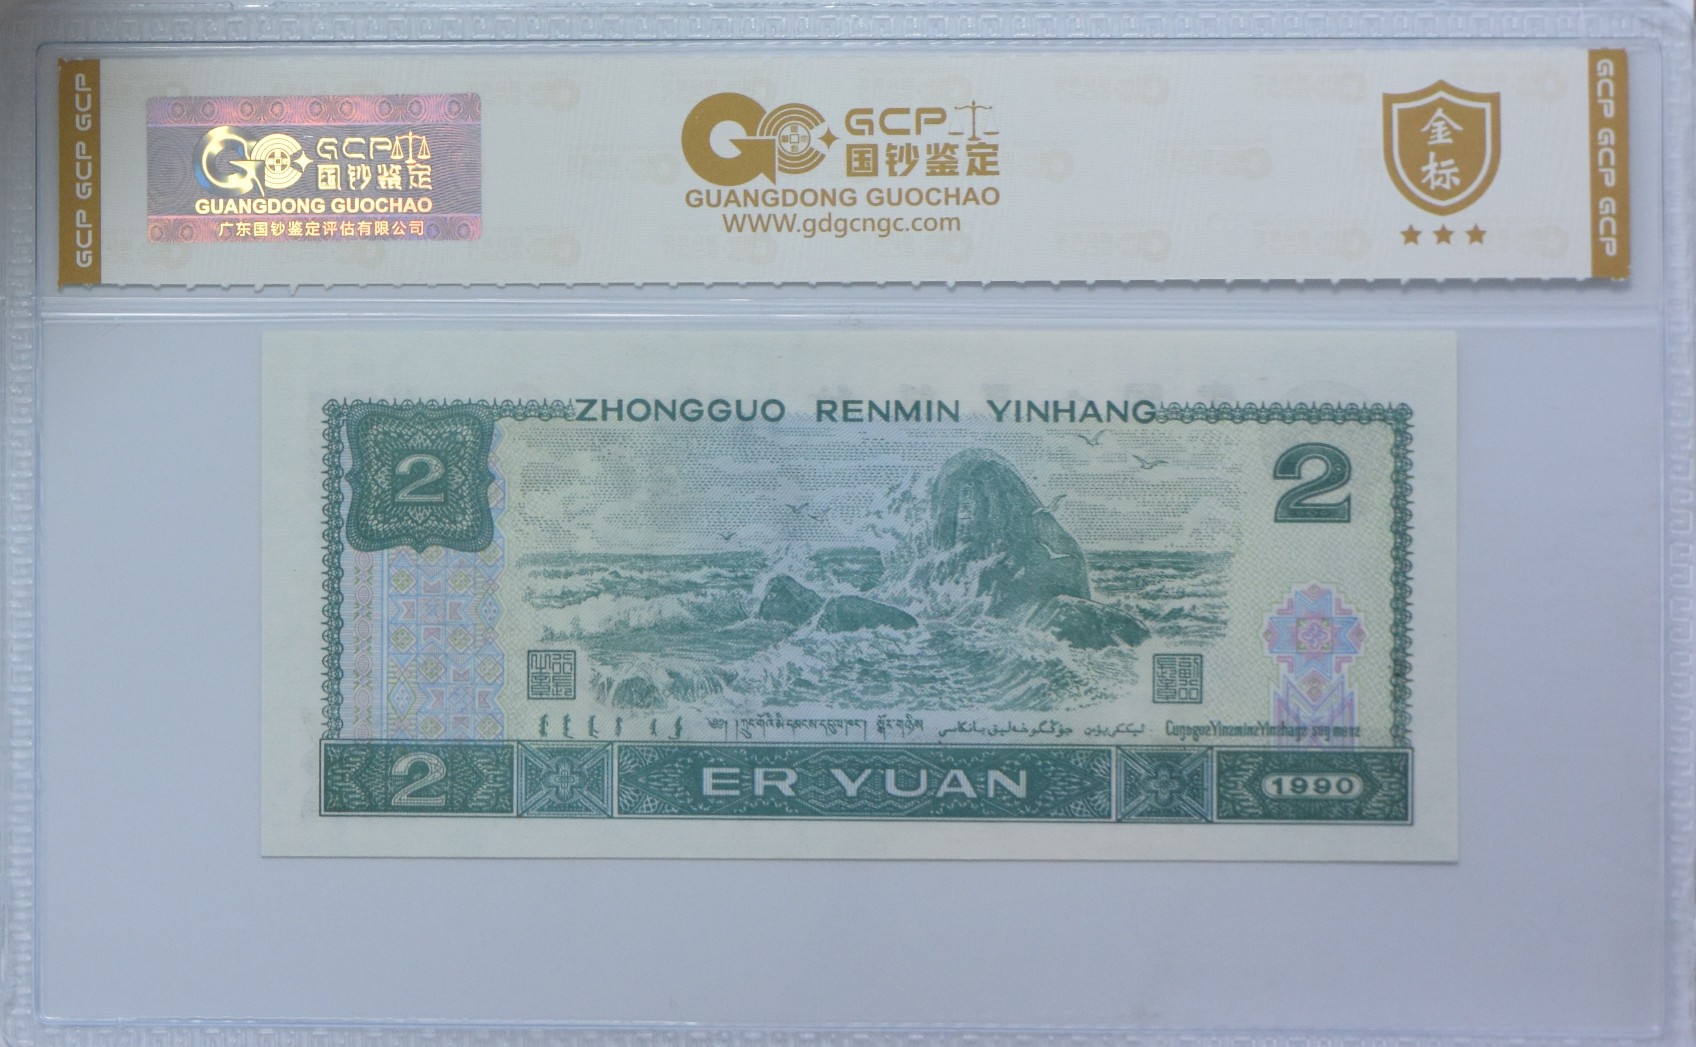 GCP GCP GCP
GCP 国钞鉴定
GUANGDONG GUOCHAO
广东国钞鉴定评估有限公司
GCP
国钞鉴定
GUANGDONG GUOCHAO
WWW.gdgcngc.com
金标
GCP GCP GCP
ZHONGGUO RENMIN YINHANG
2
2
2 ERYUAN 1990